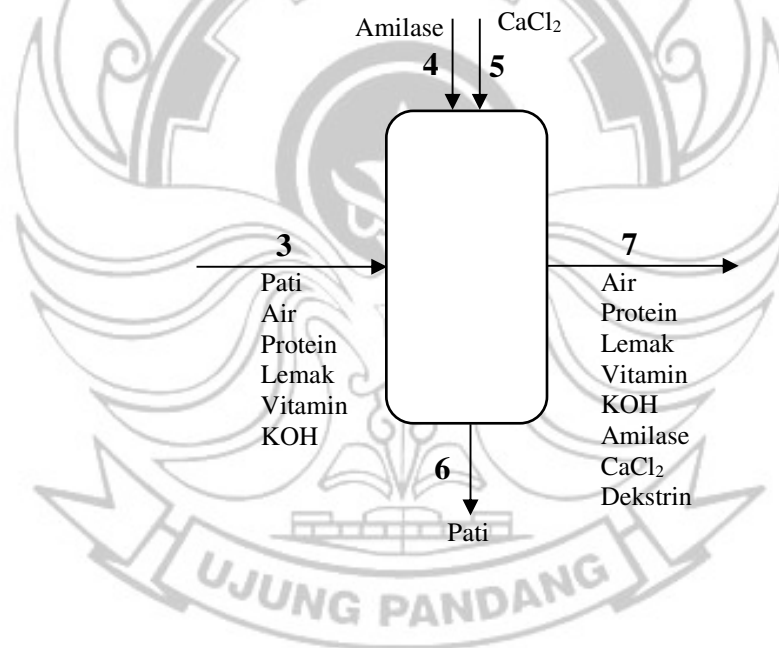 Amilase
CaCl₂
4
5
3
Pati
Air
Protein
Lemak
Vitamin
KOH
7
Air
Protein
Lemak
Vitamin
KOH
Amilase
CaCl₂
Dekstrin
6
Pati
UJUNG PANDANG